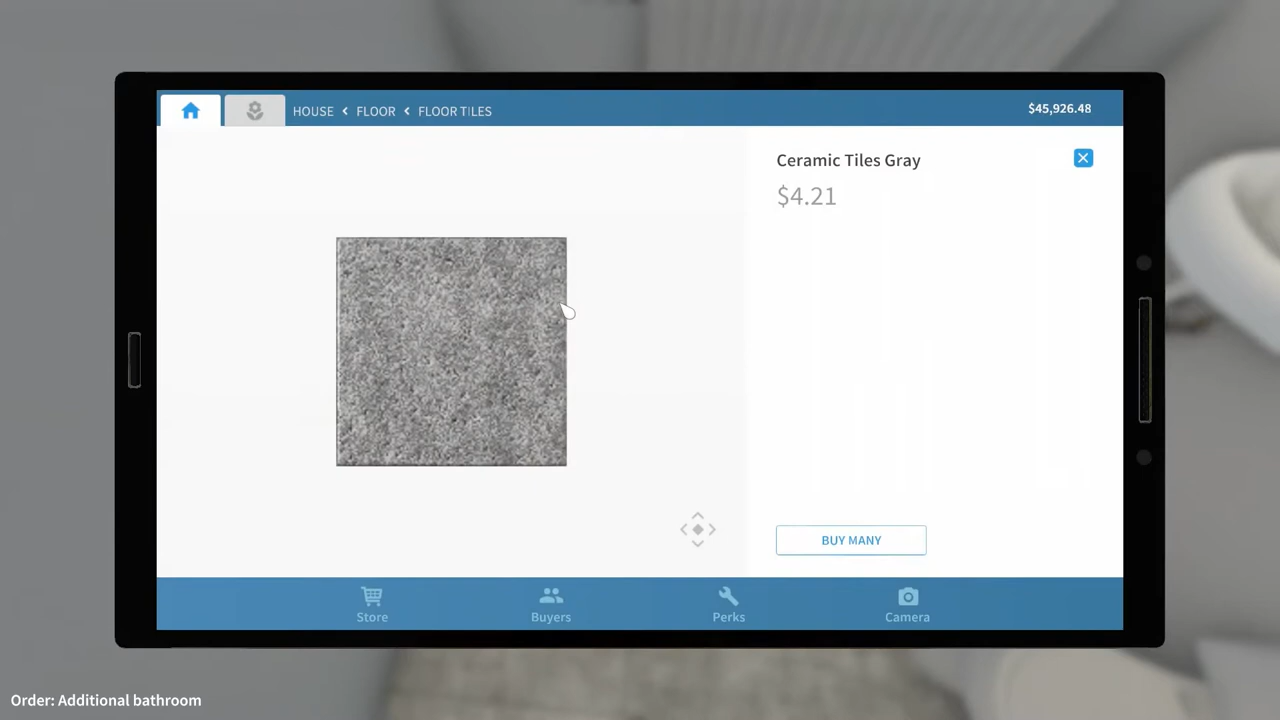 HOUSE < FLOOR < FLOOR TILES
$45,926.48
Ceramic Tiles Gray
$4.21
BUY MANY
Store
Buyers
Perks
Camera
Order: Additional bathroom